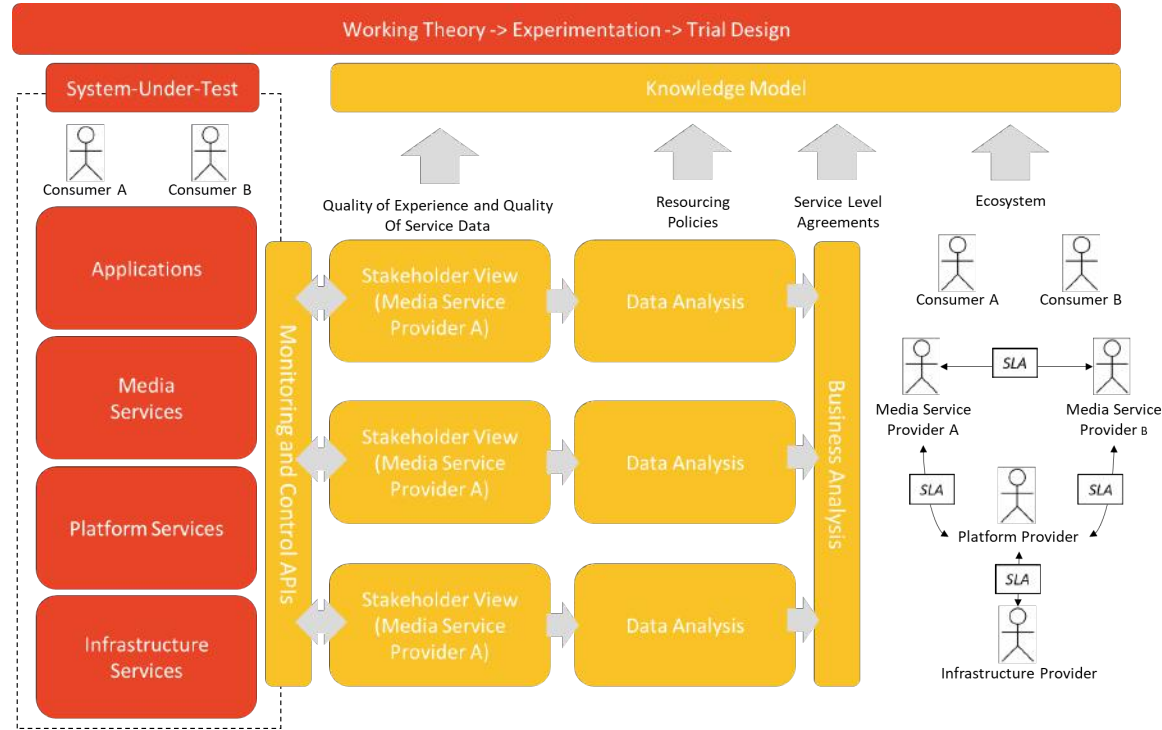 Working Theory -> Experimentation -> Trial Design
System-Under-Test
Knowledge Model
Consumer A
Consumer B
Quality of Experience and Quality
Of Service Data
Resourcing
Policies
Service Level
Agreements
Ecosystem
Applications
Media
Services
Platform Services
Infrastructure
Services
Monitoring and Control APIs
Stakeholder View
(Media Service
Provider A)
Data Analysis
Stakeholder View
(Media Service
Provider A)
Data Analysis
Stakeholder View
(Media Service
Provider A)
Data Analysis
Business Analysis
Consumer A
Consumer B
SLA
Media Service
Provider A
Media Service
Provider B
SLA
SLA
Platform Provider
SLA
Infrastructure Provider